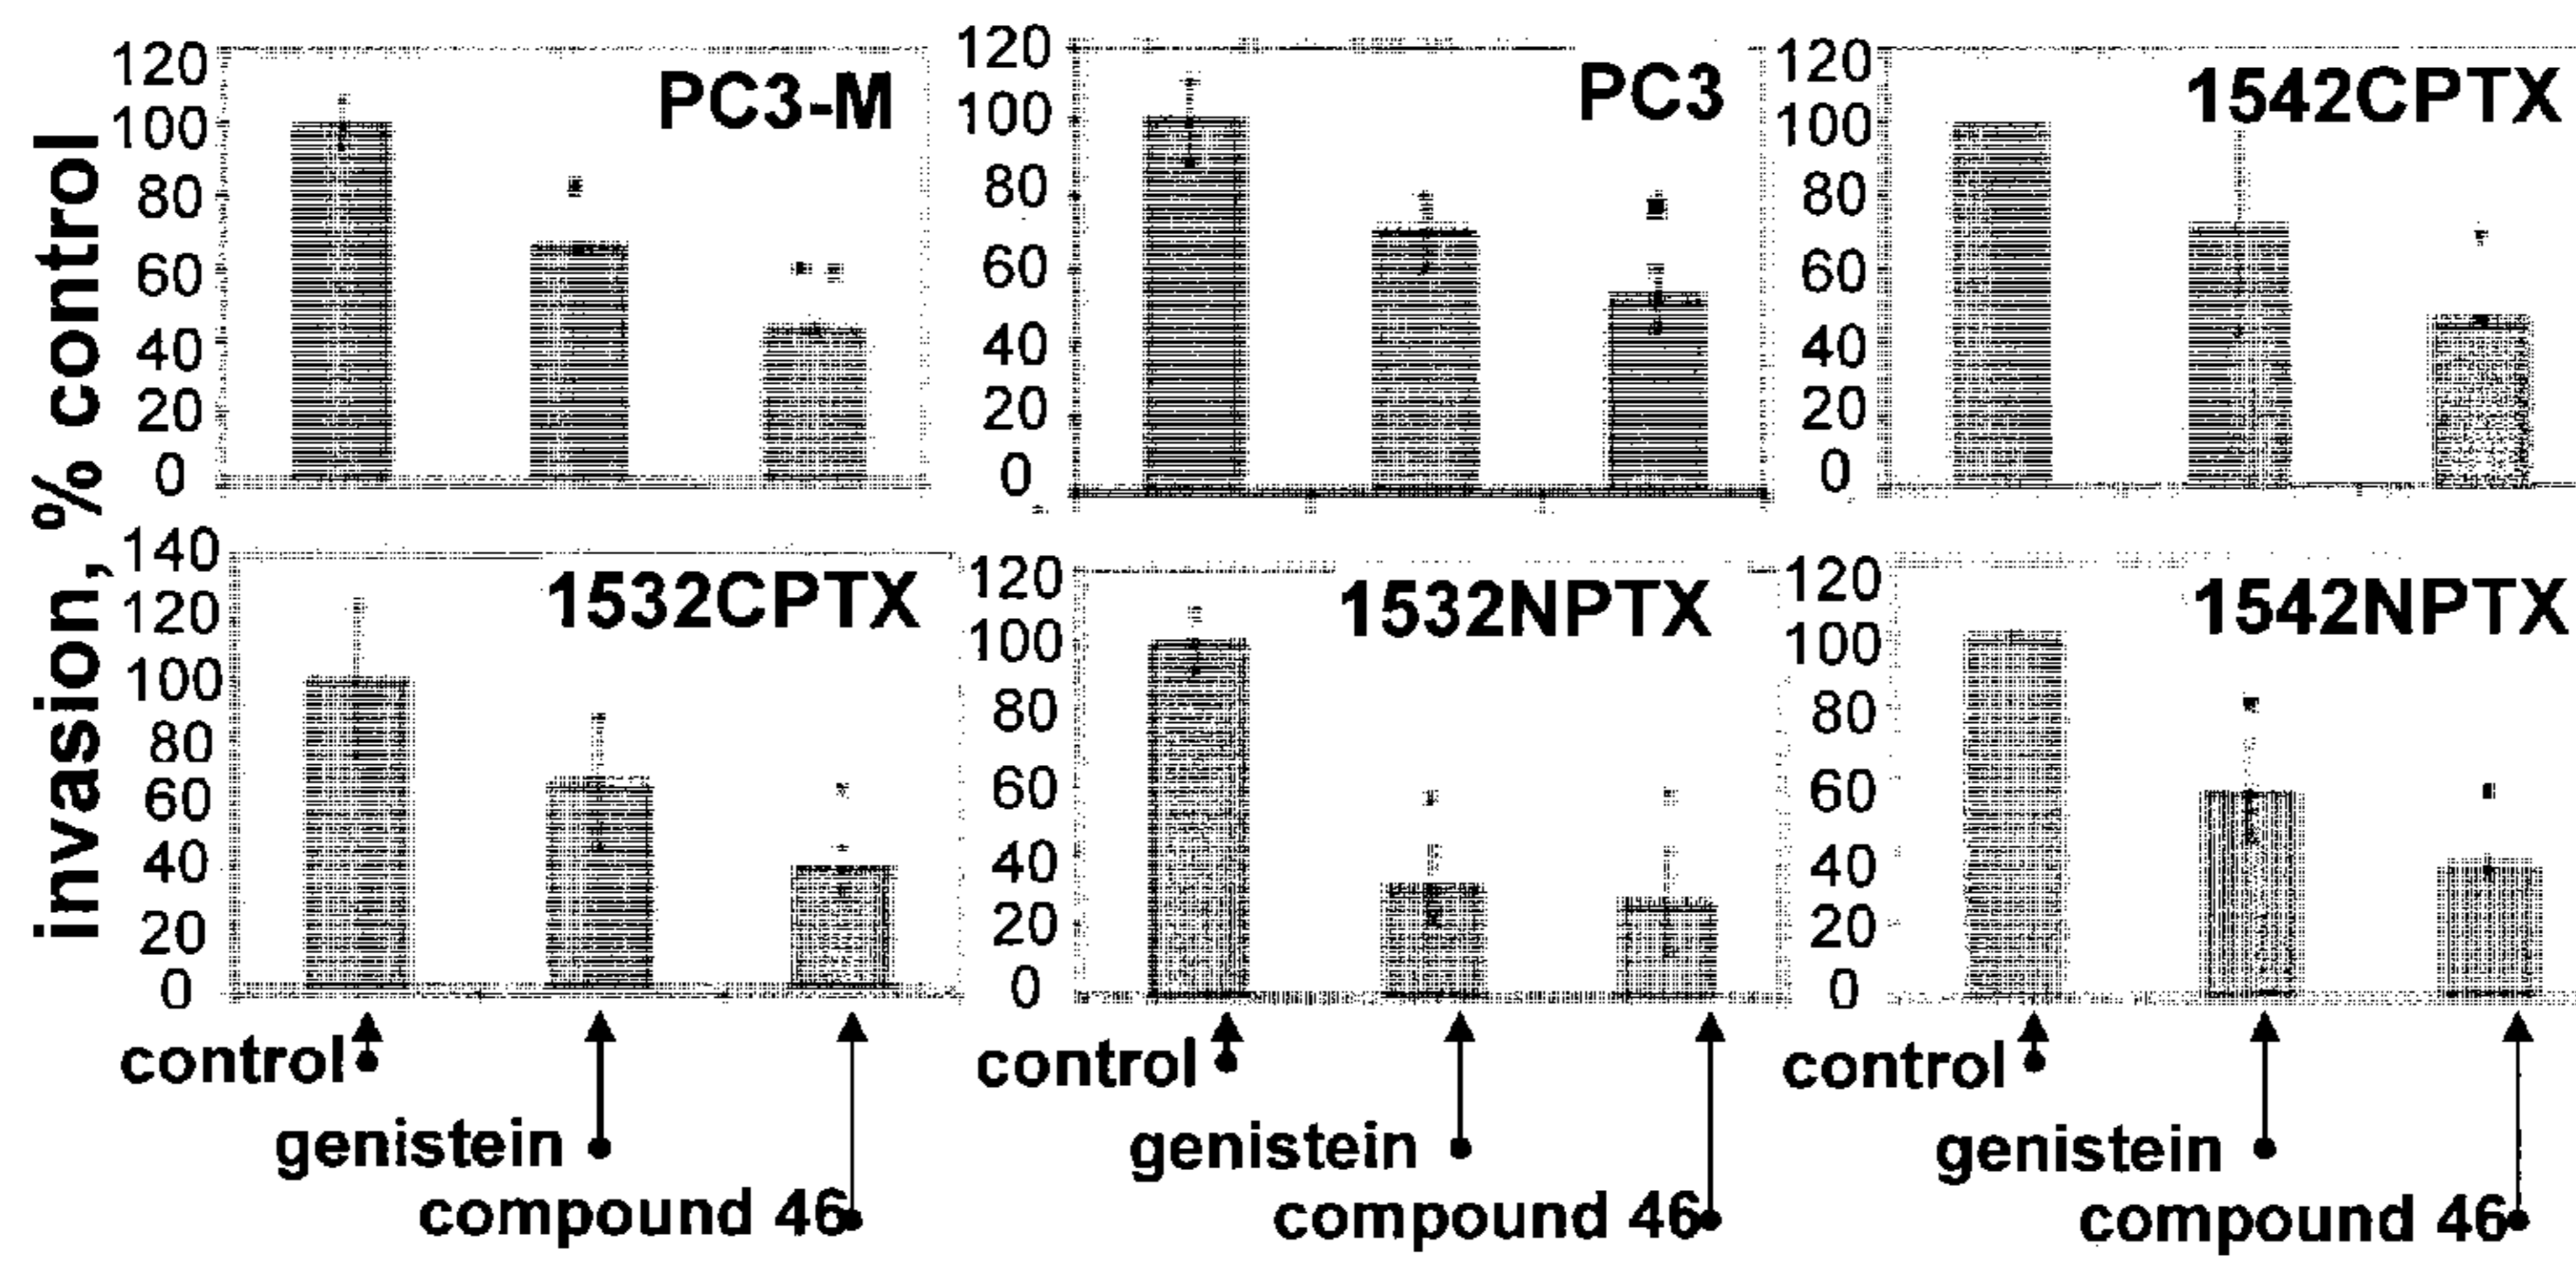 invasion, % control
PC3-M
120
100
80
60
40
20
0
PC3
120
100
80
60
40
20
0
1542CPTX
120
100
80
60
40
20
0
1532CPTX
140
120
100
80
60
40
20
0
1532NPTX
120
100
80
60
40
20
0
1542NPTX
120
100
80
60
40
20
0
control
genistein
compound 46
control
genistein
compound 46
control
genistein
compound 46